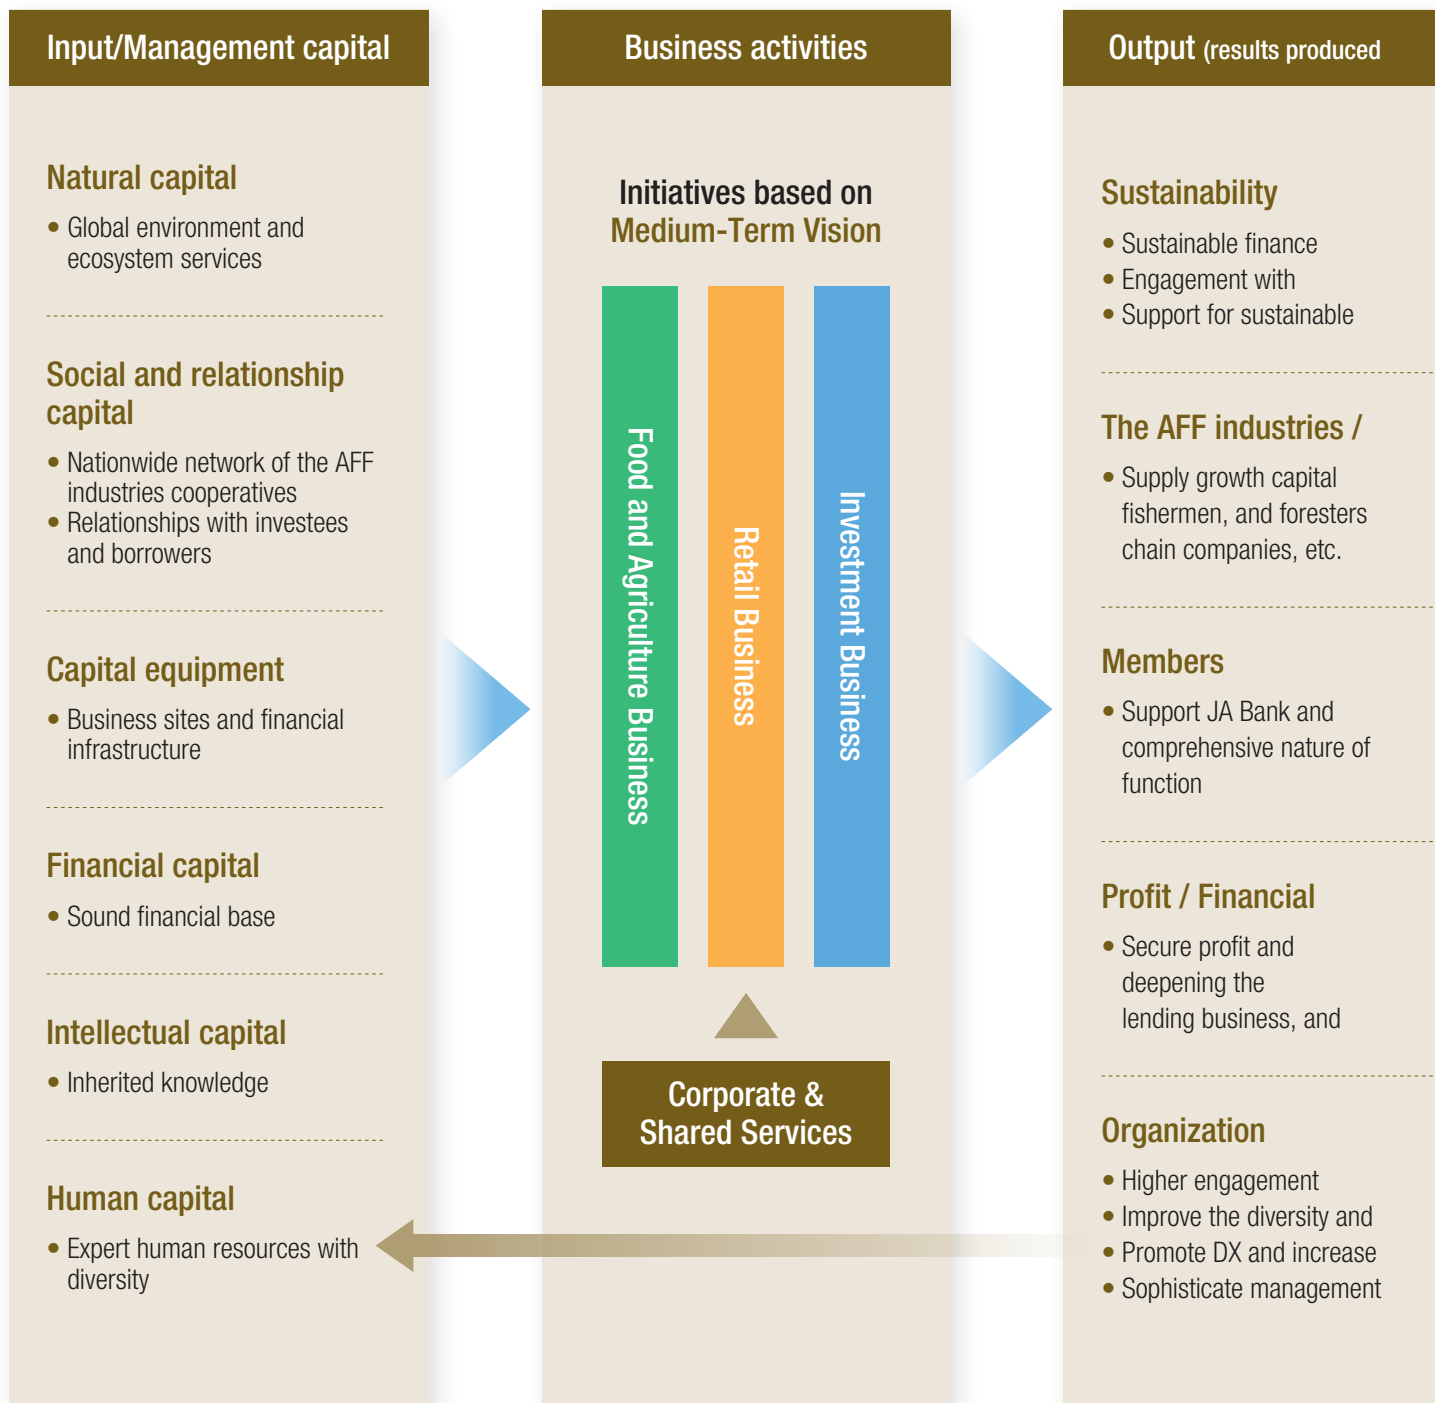 Input/Management capital
Natural capital
• Global environment and
ecosystem services
Social and relationship
capital
• Nationwide network of the AFF
industries cooperatives
• Relationships with investees
and borrowers
Capital equipment
• Business sites and financial
infrastructure
Financial capital
• Sound financial base
Intellectual capital
• Inherited knowledge
Human capital
• Expert human resources with
diversity
Business activities
Initiatives based on
Medium-Term Vision
Food and Agriculture Business
Retail Business
Investment Business
Corporate &
Shared Services
Output (results produced
Sustainability
• Sustainable finance
• Engagement with
• Support for sustainable
The AFF industries /
• Supply growth capital
fishermen, and foresters
chain companies, etc.
Members
• Support JA Bank and
comprehensive nature of
function
Profit / Financial
• Secure profit and
deepening the
lending business, and
Organization
• Higher engagement
• Improve the diversity and
• Promote DX and increase
• Sophisticate management